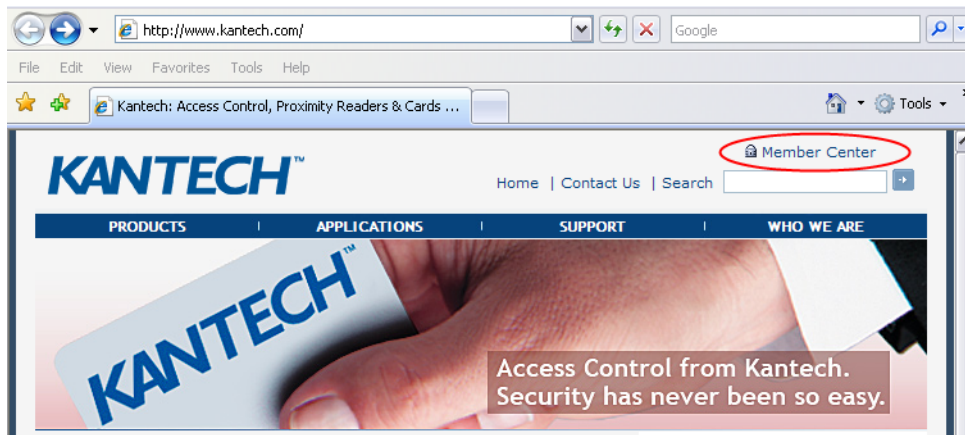 http://www.kantech.com/
Google
File Edit View Favorites Tools Help
Kantech: Access Control, Proximity Readers & Cards ...
Tools
KANTECH™
Member Center
Home | Contact Us | Search
PRODUCTS | APPLICATIONS | SUPPORT | WHO WE ARE
KANTECH™
Access Control from Kantech.
Security has never been so easy.